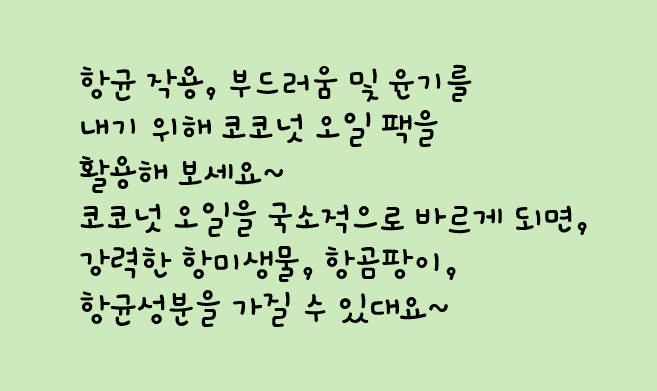 항균 작용, 부드러움 및 윤기를
내기 위해 코코넛 오일 팩을
활용해 보세요~
코코넛 오일을 국소적으로 바르게 되면,
강력한 항미생물, 항곰팡이,
항균성분을 가질 수 있대요~